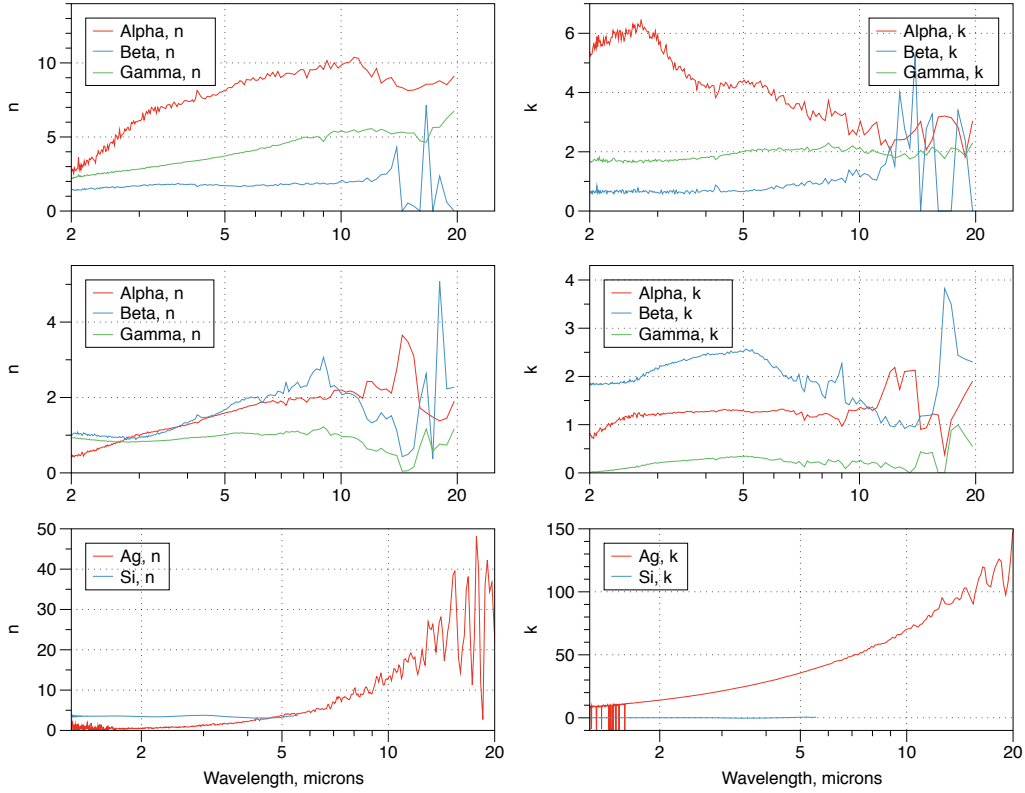 n
10
5
0
Alpha, n
Beta, n
Gamma, n
2
5
10
20
k
6
4
2
0
Alpha, k
Beta, k
Gamma, k
2
5
10
20
n
4
2
0
Alpha, n
Beta, n
Gamma, n
2
5
10
20
k
4
3
2
1
0
Alpha, k
Beta, k
Gamma, k
2
5
10
20
n
50
40
30
20
10
0
Ag, n
Si, n
2
5
10
20
Wavelength, microns
k
150
100
50
0
Ag, k
Si, k
2
5
10
20
Wavelength, microns